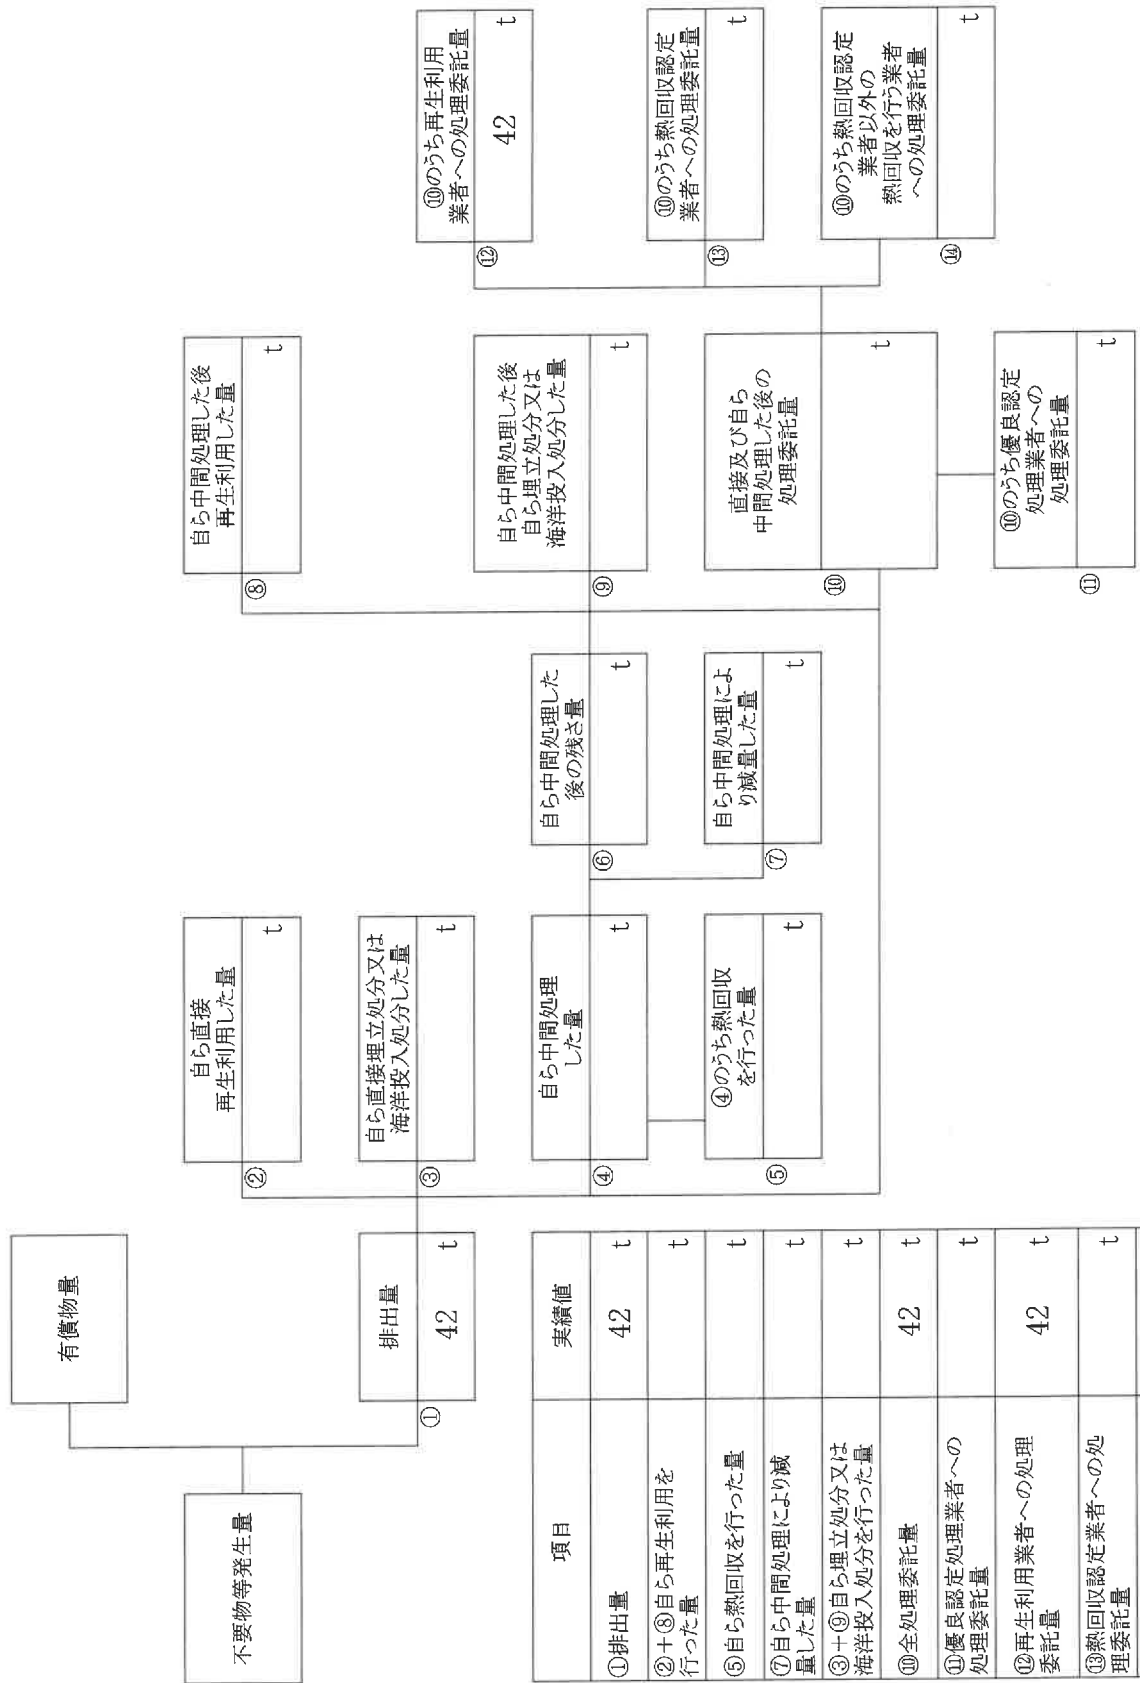 有償物量
不要物等発生量
排出量
①
42 t
自ら直接
再生利用した量
②
t
自ら直接埋立処分又は
海洋投入処分した量
③
t
自ら中間処理
した量
④
t
④のうち熱回収
を行った量
⑤
t
自ら中間処理した
後の残さ量
⑥
t
自ら中間処理によ
り減量した量
⑦
t
自ら中間処理した後
再生利用した量
⑧
t
自ら中間処理した後
自ら埋立処分又は
海洋投入処分した量
⑨
t
直接及び自ら
中間処理した後の
処理委託量
⑩
t
⑩のうち優良認定
処理業者への
処理委託量
⑪
t
⑩のうち再生利用
業者への処理委託量
⑫
42 t
⑩のうち熱回収認定
業者への処理委託量
⑬
t
⑩のうち熱回収認定
業者以外の
熱回収を行う業者
への処理委託量
⑭
t
項目 実績値
①排出量 42 t
②+⑧自ら再生利用を
行った量 t
⑤自ら熱回収を行った量 t
⑦自ら中間処理により減
量した量 t
③+⑨自ら埋立処分又は
海洋投入処分を行った量 t
⑩全処理委託量 42 t
⑪優良認定処理業者への
処理委託量 t
⑫再生利用業者への処理
委託量 42 t
⑬熱回収認定業者への処
理委託量 t